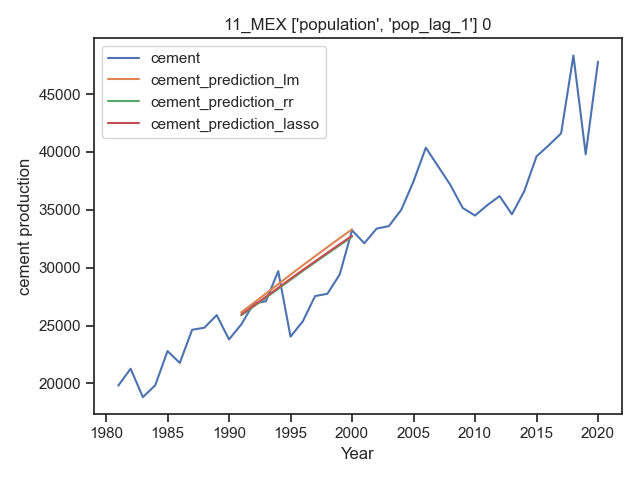 11_MEX ['population', 'pop_lag_1'] 0
cement
cement_prediction_lm
cement_prediction_rr
cement_prediction_lasso
cement production
45000
40000
35000
30000
25000
20000
1980 1985 1990 1995 2000 2005 2010 2015 2020
Year